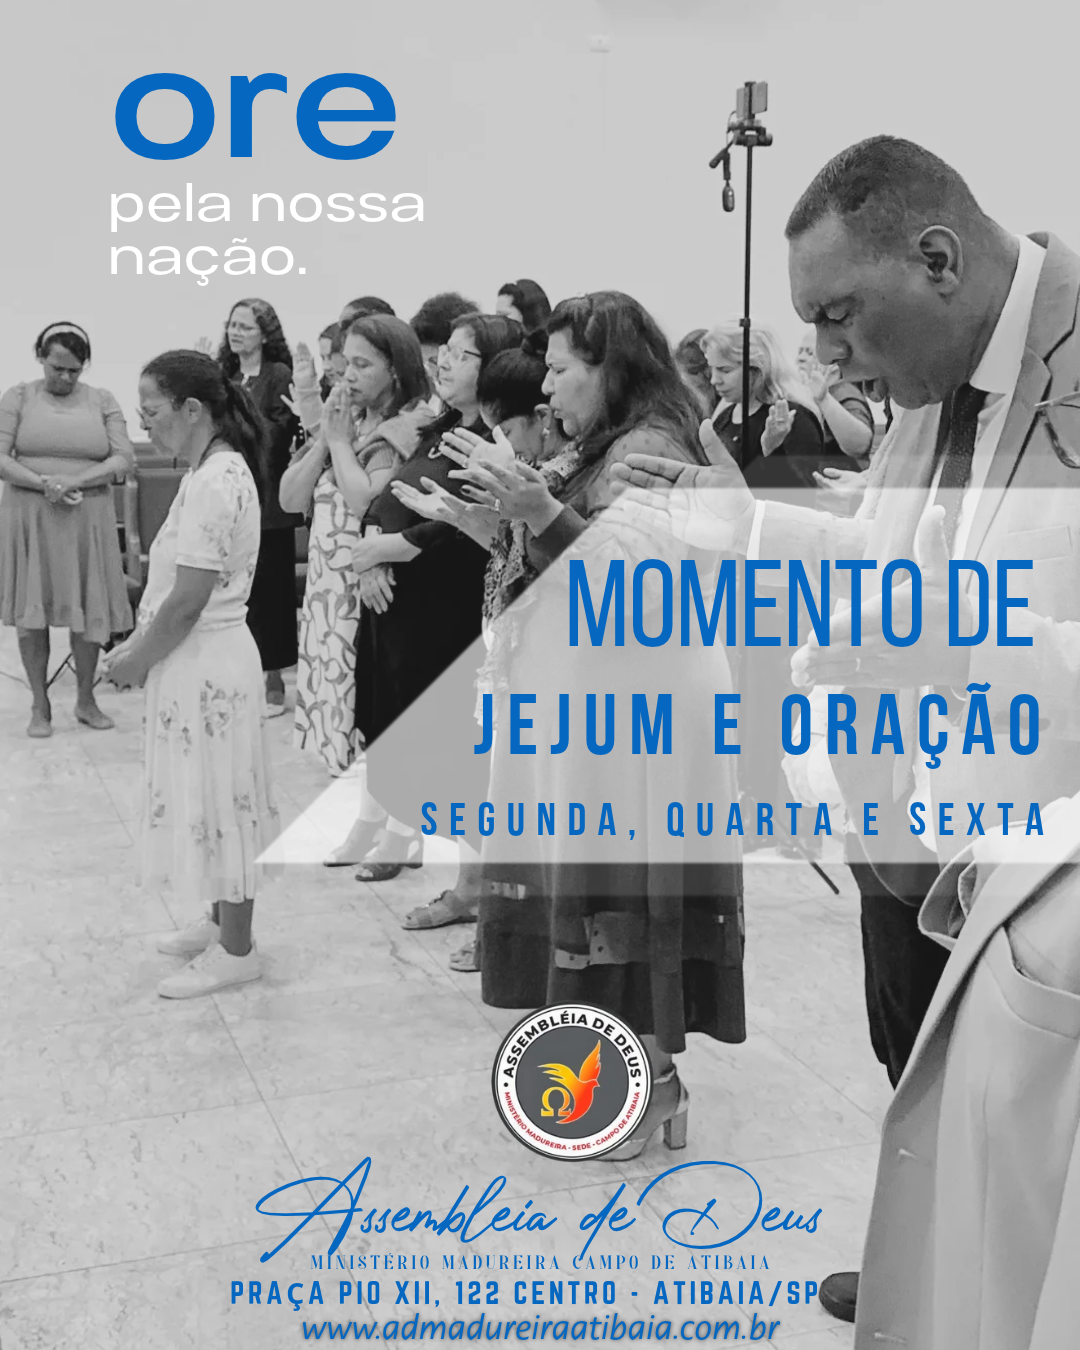 ore
pela nossa
nação.
MOMENTO DE
JEJUM E ORAÇÃO
SEGUNDA, QUARTA E SEXTA
ASSEMBLÉIA DE DEUS
MINISTÉRIO MADUREIRA - SEDE - CAMPO DE ATIBAIA
Assembleia de Deus
MINISTÉRIO MADUREIRA CAMPO DE ATIBAIA
PRAÇA PIO XII, 122 CENTRO - ATIBAIA/SP
www.admadureiraatibaia.com.br